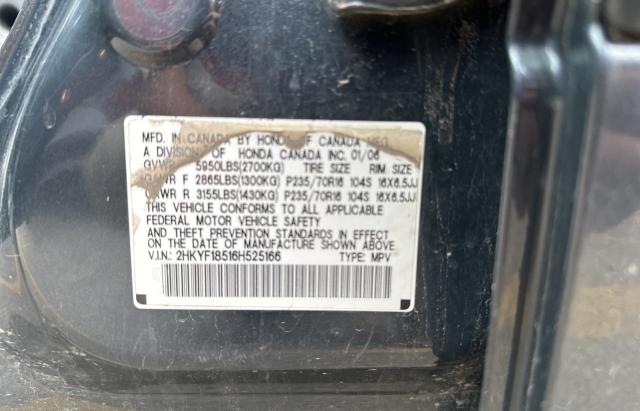 MFD. IN CANADA BY HONDA OF CANADA MFG.
A DIVISION OF HONDA CANADA INC. 01/06
GVWR 5950LBS(2700KG) TIRE SIZE RIM SIZE
GAWR F 2865LBS(1300KG) P235/70R16 104S 16X6.5JJ
GAWR R 3155LBS(1430KG) P235/70R16 104S 16X6.5JJ
THIS VEHICLE CONFORMS TO ALL APPLICABLE
FEDERAL MOTOR VEHICLE SAFETY
AND THEFT PREVENTION STANDARDS IN EFFECT
ON THE DATE OF MANUFACTURE SHOWN ABOVE.
V.I.N.: 2HKYF18516H525166 TYPE: MPV